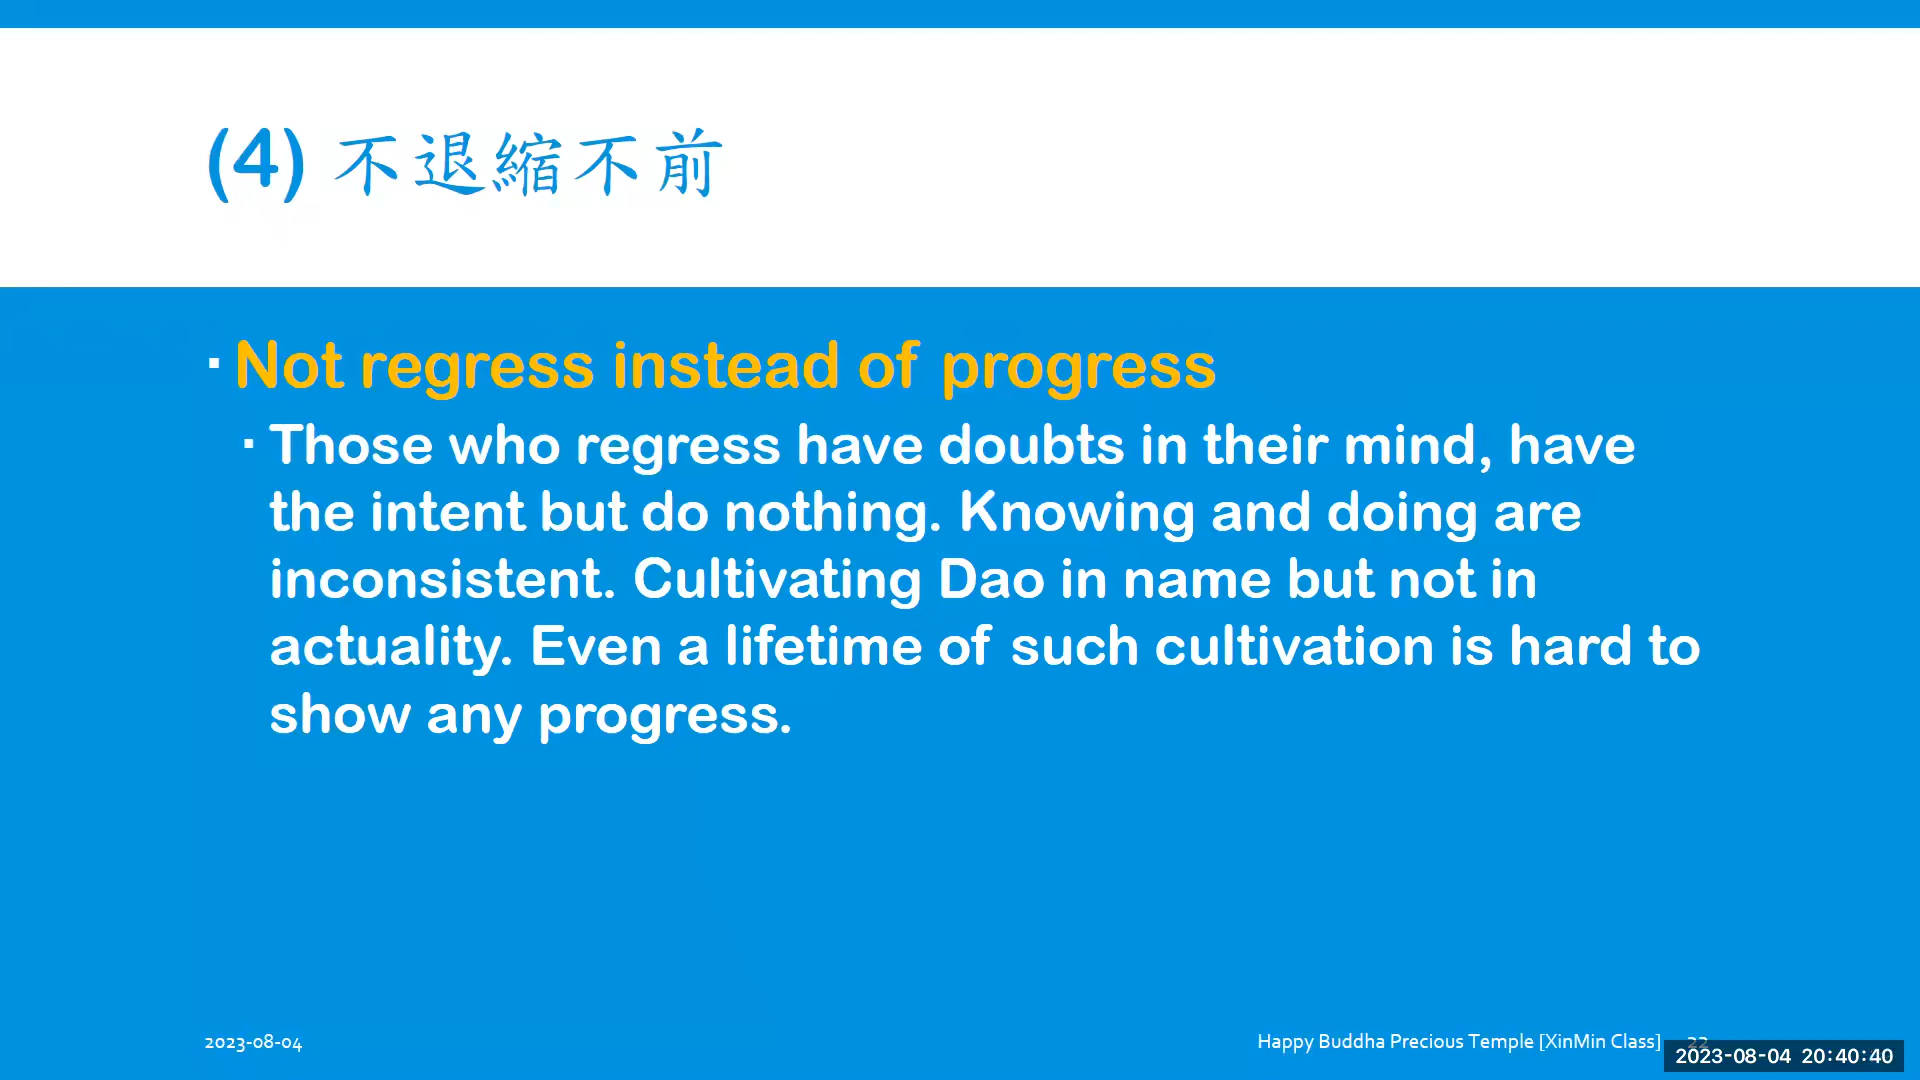 (4) 不退縮不前
Not regress instead of progress
Those who regress have doubts in their mind, have
the intent but do nothing. Knowing and doing are
inconsistent. Cultivating Dao in name but not in
actuality. Even a lifetime of such cultivation is hard to
show any progress.
2023-08-04
Happy Buddha Precious Temple [XinMin Class]
22
2023-08-04 20:40:40